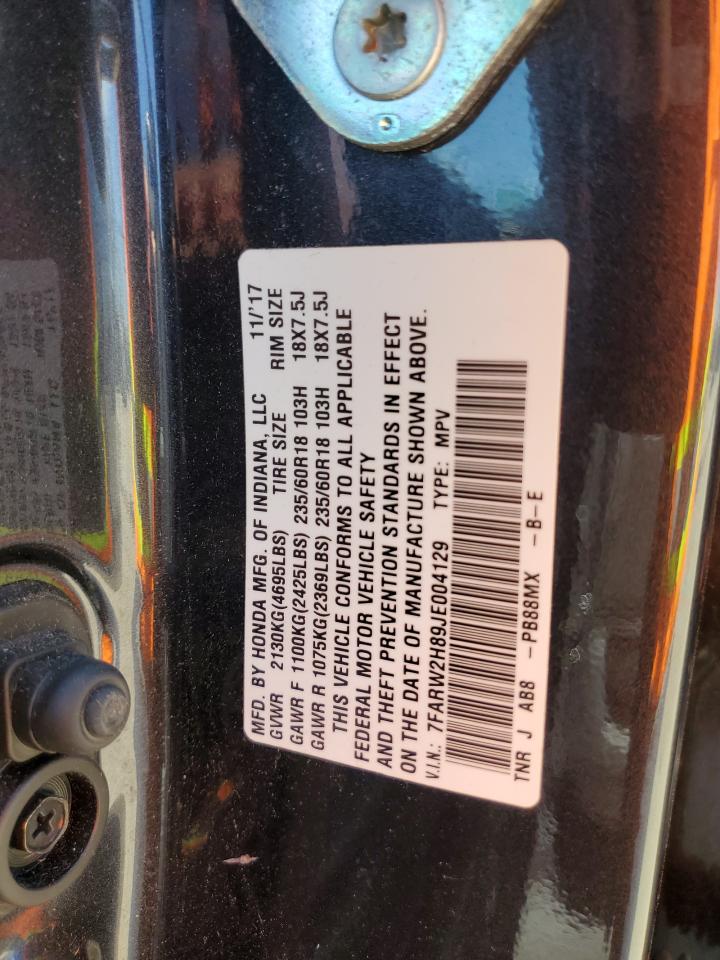 MFD. BY HONDA MFG. OF INDIANA, LLC 11/'17
GVWR 2130KG(4695LBS) TIRE SIZE RIM SIZE
GAWR F 1100KG(2425LBS) 235/60R18 103H 18X7.5J
GAWR R 1075KG(2369LBS) 235/60R18 103H 18X7.5J
THIS VEHICLE CONFORMS TO ALL APPLICABLE
FEDERAL MOTOR VEHICLE SAFETY
AND THEFT PREVENTION STANDARDS IN EFFECT
ON THE DATE OF MANUFACTURE SHOWN ABOVE.
V.I.N.: 7FARW2H89JE004129 TYPE: MPV
TNR J AB8 -PB88MX -B-E